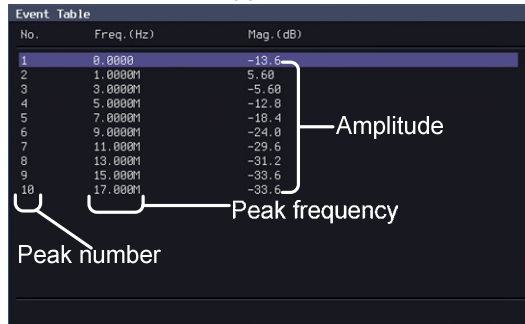 Event Table
No. Freq.(Hz) Mag.(dB)
1 0.0000 -13.6
2 1.0000M 5.60
3 3.0000M -5.60
4 5.0000M -12.8
5 7.0000M -18.4
6 9.0000M -24.0
7 11.000M -29.6
8 13.000M -31.2
9 15.000M -33.6
10 17.000M -33.6
Amplitude
Peak frequency
Peak number